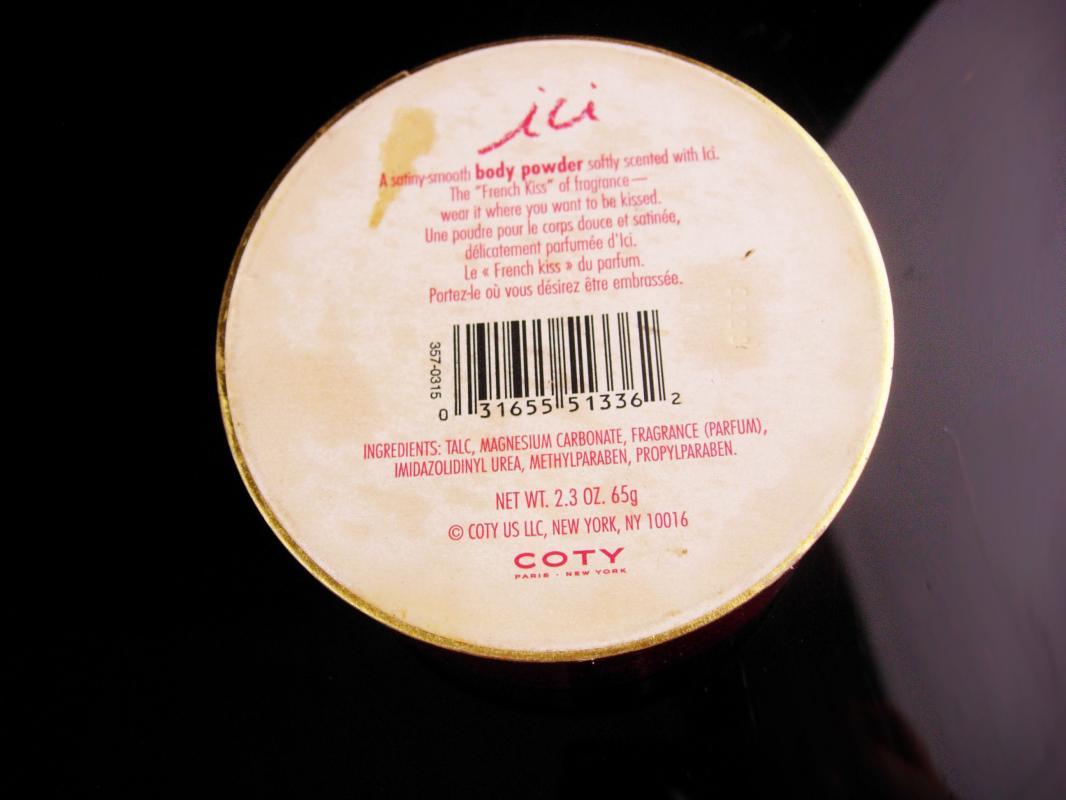 ici
A satiny-smooth body powder softly scented with Ici.
The "French Kiss" of fragrance —
wear it where you want to be kissed.
Une poudre pour le corps douce et satinée,
délicatement parfumée d'Ici.
Le « French kiss » du parfum.
Portez-le où vous désirez être embrassée.
357-0315
0 31655 51336 2
INGREDIENTS: TALC, MAGNESIUM CARBONATE, FRAGRANCE (PARFUM),
IMIDAZOLIDINYL UREA, METHYLPARABEN, PROPYLPARABEN.
NET WT. 2.3 OZ. 65g
© COTY US LLC, NEW YORK, NY 10016
COTY
PARIS · NEW YORK